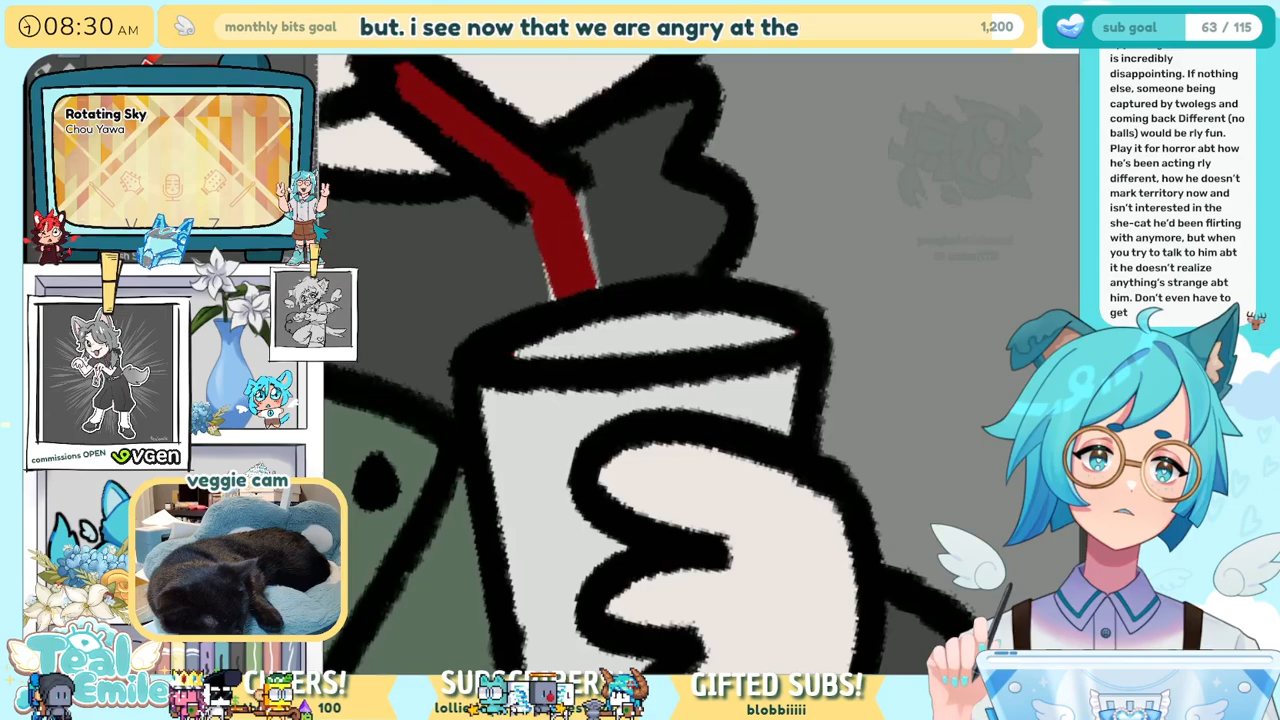 08:30 AM
monthly bits goal
but. i see now that we are angry at the
1,200
sub goal
63 / 115
Rotating Sky
Chou Yawa
is incredibly
disappointing. If nothing
else, someone being
captured by twolegs and
coming back Different (no
balls) would be rly fun.
Play it for horror abt how
he's been acting rly
different, how he doesn't
mark territory now and
isn't interested in the
she-cat he'd been flirting
with anymore, but when
you try to talk to him abt
it he doesn't realize
anything's strange abt
him. Don't even have to
get
commissions OPEN
VGen
veggie cam
Teal
Emile
100
GIFTED SUBS!
blobbiiiii